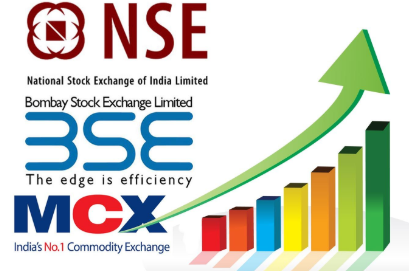 NSE
National Stock Exchange of India Limited
Bombay Stock Exchange Limited
BSE
The edge is efficiency
MCX
India's No.1 Commodity Exchange